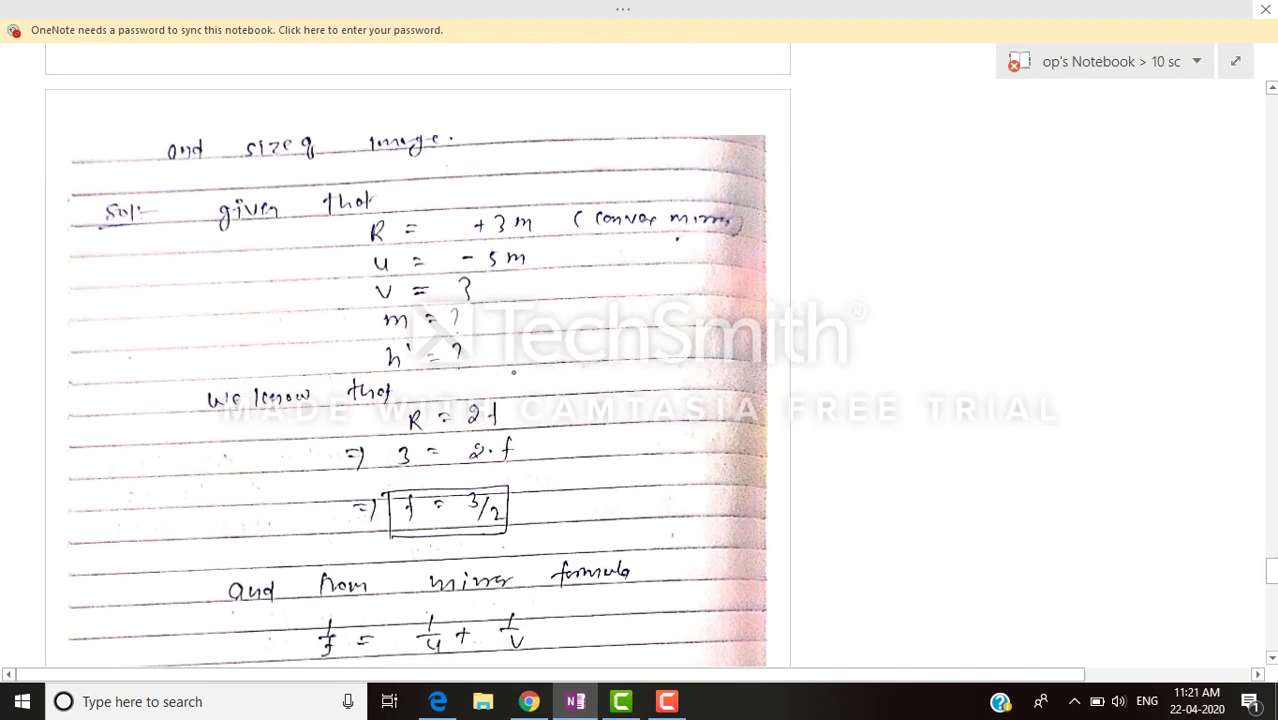 OneNote needs a password to sync this notebook. Click here to enter your password.
op's Notebook > 10 sc
and size of image.
Sol:- given that
R = +3 m (convex mirror)
u = - 5 m
v = ?
m = ?
h' = ?
TechSmith®
we know that
MADE WITH CAMTASIA FREE TRIAL
R = 2f
=) 3 = 2.f
=) f = 3/2
and from mirror formula
1/f = 1/u + 1/v
Type here to search
ENG
11:21 AM
22-04-2020
1